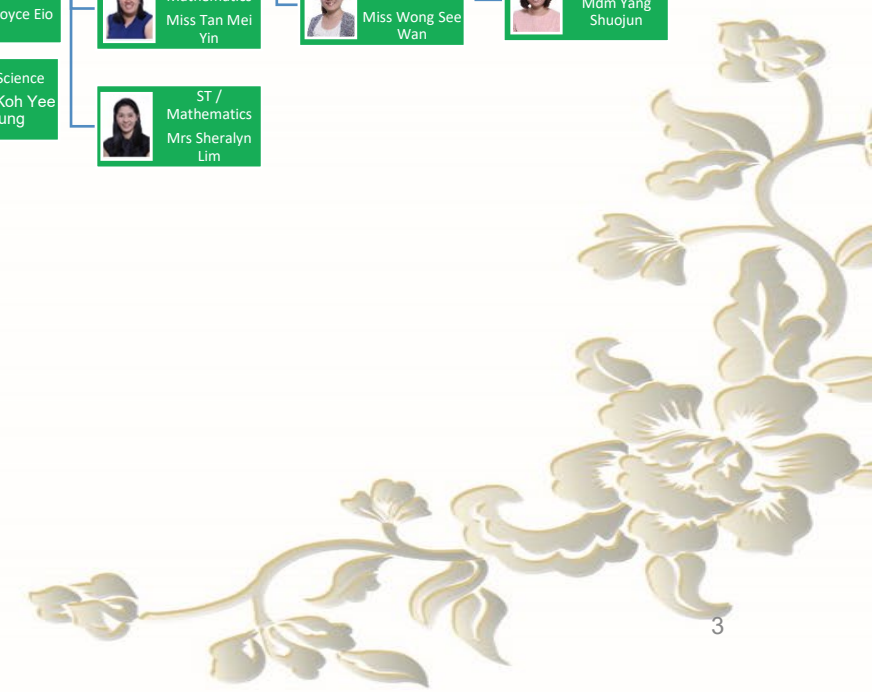 oyce Eio
Science
Koh Yee
ung
Mathematics
Miss Tan Mei
Yin
ST /
Mathematics
Mrs Sheralyn
Lim
Miss Wong See
Wan
Mdm Yang
Shuojun
3